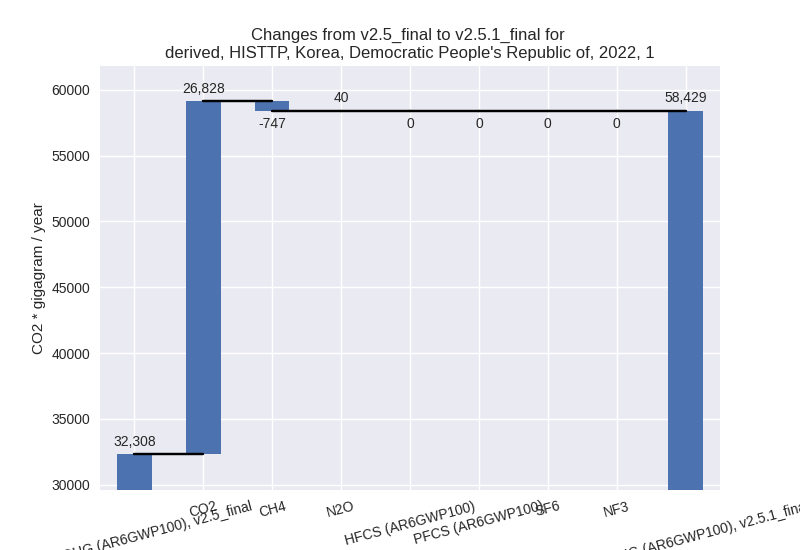 Changes from v2.5_final to v2.5.1_final for
derived, HISTTP, Korea, Democratic People's Republic of, 2022, 1
CO2 * gigagram / year
60000
55000
50000
45000
40000
35000
30000
32,308
26,828
-747
40
0
0
0
0
58,429
(AR6GWP100), v2.5_final
CO2
CH4
N2O
HFCS (AR6GWP100)
PFCS (AR6GWP100)
SF6
NF3
(AR6GWP100), v2.5.1_fina